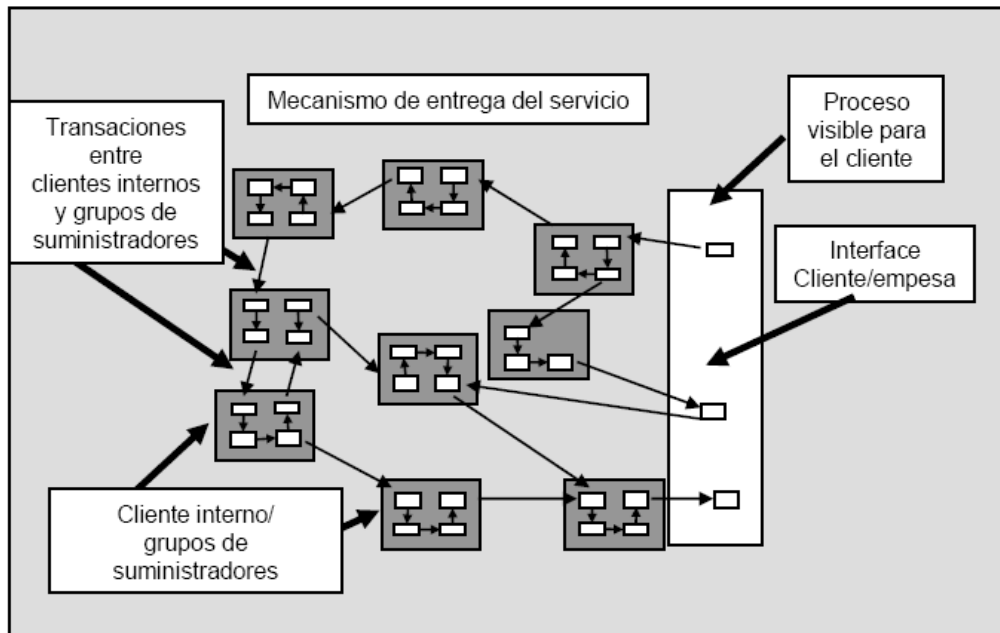 Mecanismo de entrega del servicio
Transaciones
entre
clientes internos
y grupos de
suministradores
Proceso
visible para
el cliente
Interface
Cliente/empesa
Cliente interno/
grupos de
suministradores